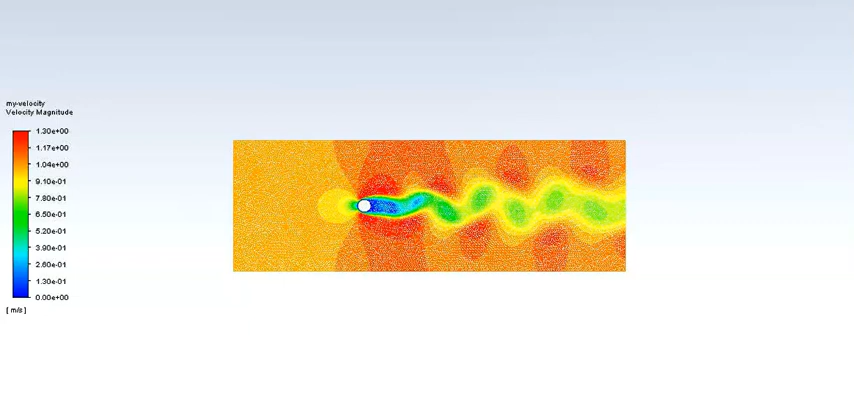 my-velocity
Velocity Magnitude
1.30e+00
1.17e+00
1.04e+00
9.10e-01
7.80e-01
6.50e-01
5.20e-01
3.90e-01
2.60e-01
1.30e-01
0.00e+00
[ m/s ]